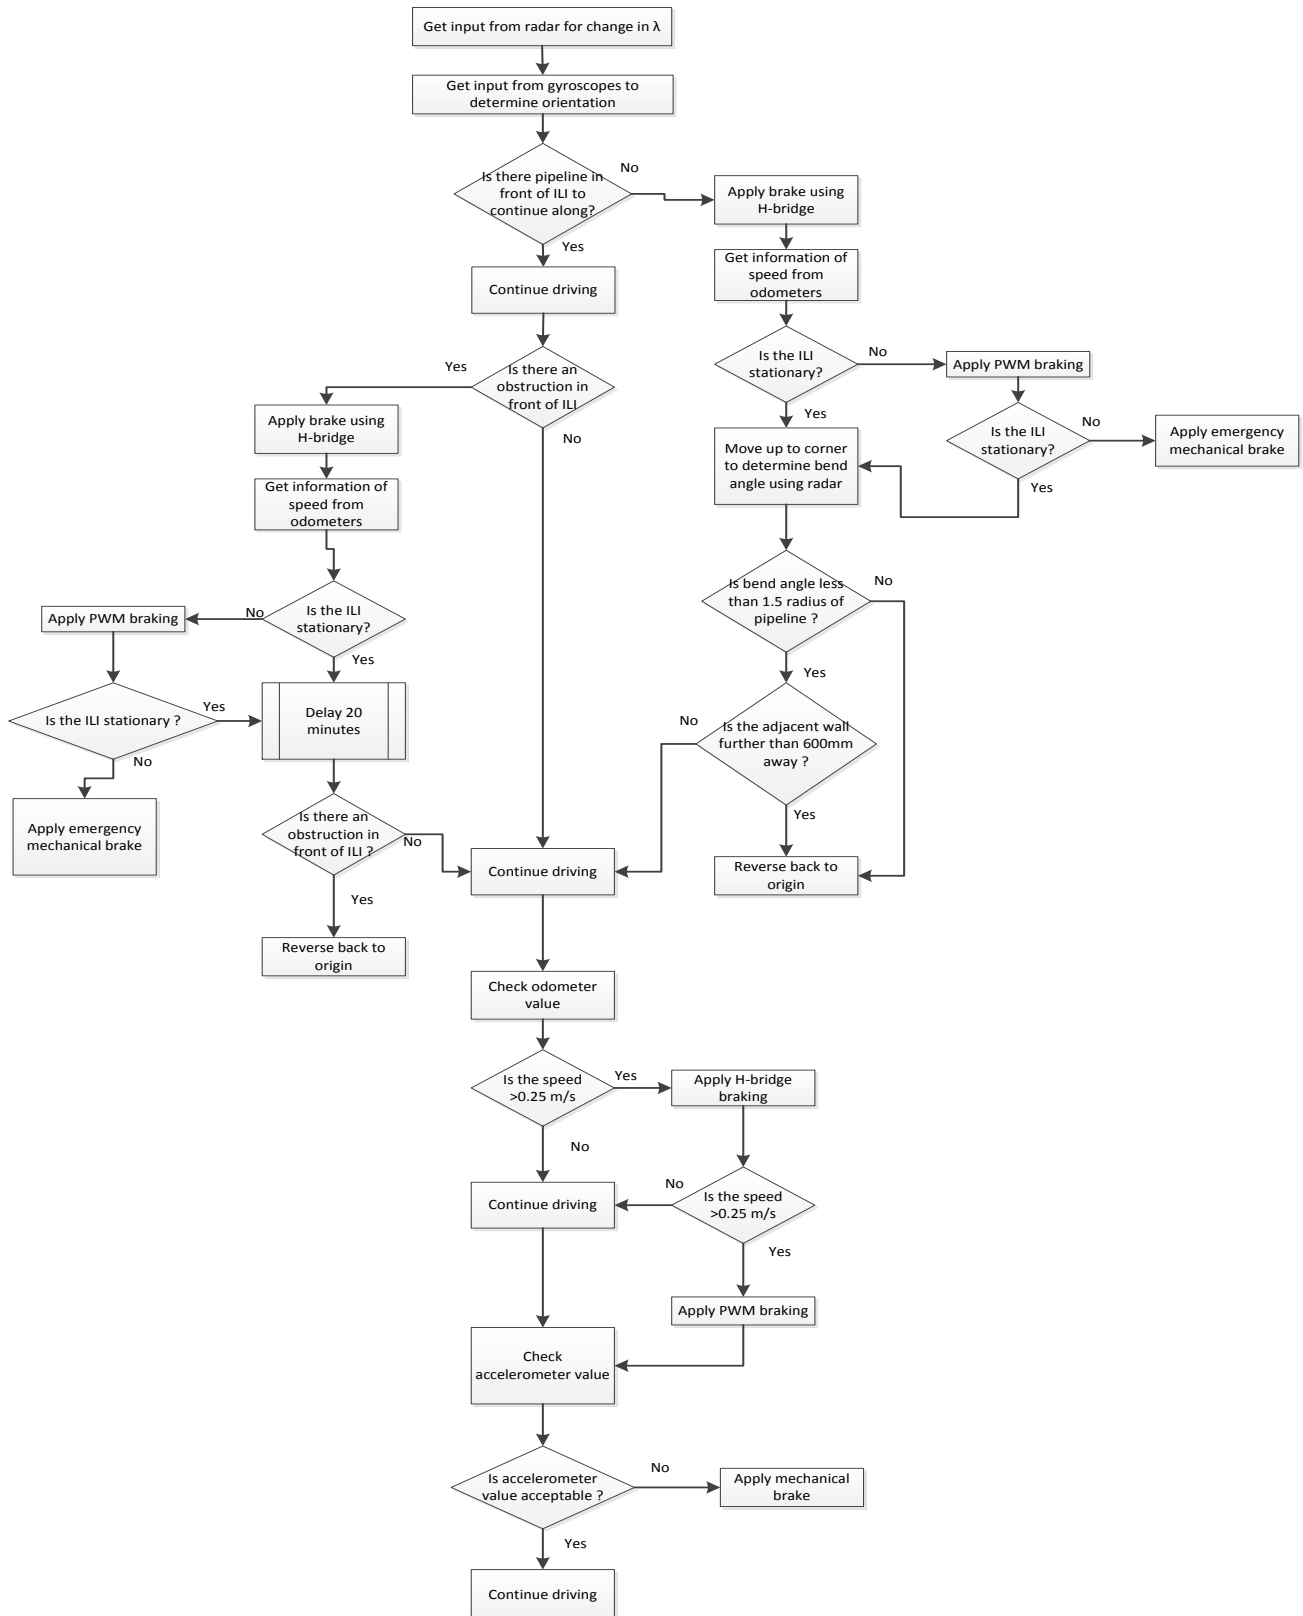 Get input from radar for change in λ
Get input from gyroscopes to
determine orientation
Is there pipeline in
front of ILI to
continue along?
No
Yes
Apply brake using
H-bridge
Get information of
speed from
odometers
Continue driving
Is there an
obstruction in
front of ILI
Yes
No
Is the ILI
stationary?
No
Yes
Apply PWM braking
Is the ILI
stationary?
No
Yes
Apply emergency
mechanical brake
Apply brake using
H-bridge
Get information of
speed from
odometers
Move up to corner
to determine bend
angle using radar
Is the ILI
stationary?
No
Yes
Apply PWM braking
Is the ILI stationary ?
Yes
No
Apply emergency
mechanical brake
Delay 20
minutes
Is there an
obstruction in
front of ILI ?
No
Yes
Reverse back to
origin
Is bend angle less
than 1.5 radius of
pipeline ?
No
Yes
Is the adjacent wall
further than 600mm
away ?
No
Yes
Reverse back to
origin
Continue driving
Check odometer
value
Is the speed
>0.25 m/s
Yes
No
Apply H-bridge
braking
Continue driving
Is the speed
>0.25 m/s
No
Yes
Apply PWM braking
Check
accelerometer value
Is accelerometer
value acceptable ?
No
Yes
Apply mechanical
brake
Continue driving